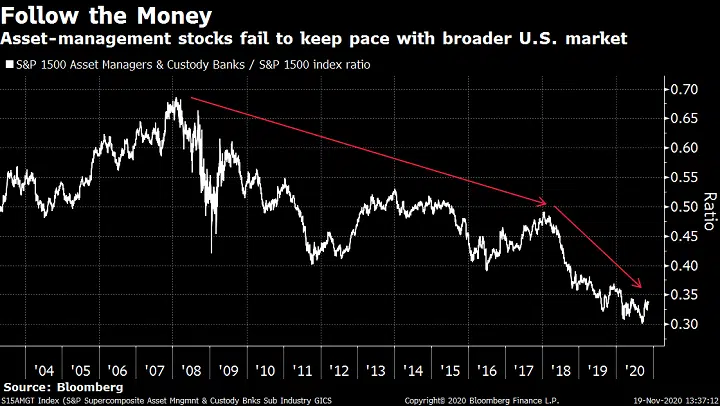 Follow the Money
Asset-management stocks fail to keep pace with broader U.S. market
S&P 1500 Asset Managers & Custody Banks / S&P 1500 index ratio
0.70
0.65
0.60
0.55
0.50
0.45
0.40
0.35
0.30
Ratio
'04 '05 '06 '07 '08 '09 '10 '11 '12 '13 '14 '15 '16 '17 '18 '19 '20
Source: Bloomberg
S15AMGT Index (S&P Supercomposite Asset Mngmnt & Custody Bnks Sub Industry GICS Copyright© 2020 Bloomberg Finance L.P. 19-Nov-2020 13:37:12